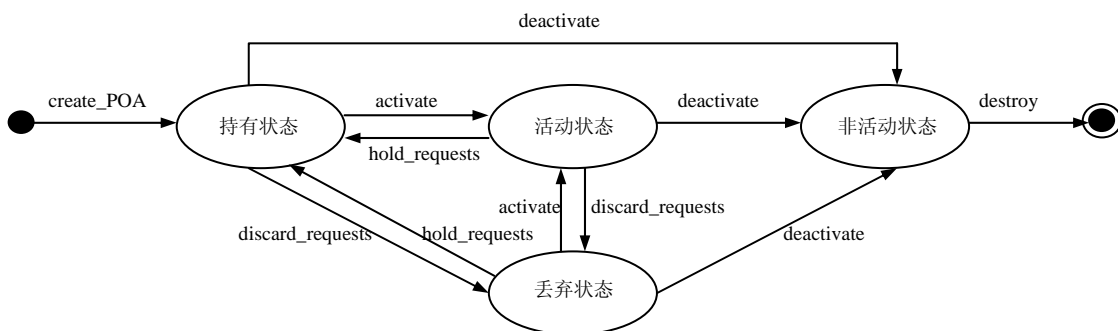 deactivate
create_POA
activate
deactivate
destroy
持有状态
活动状态
非活动状态
hold_requests
activate
discard_requests
discard_requests
hold_requests
deactivate
丢弃状态